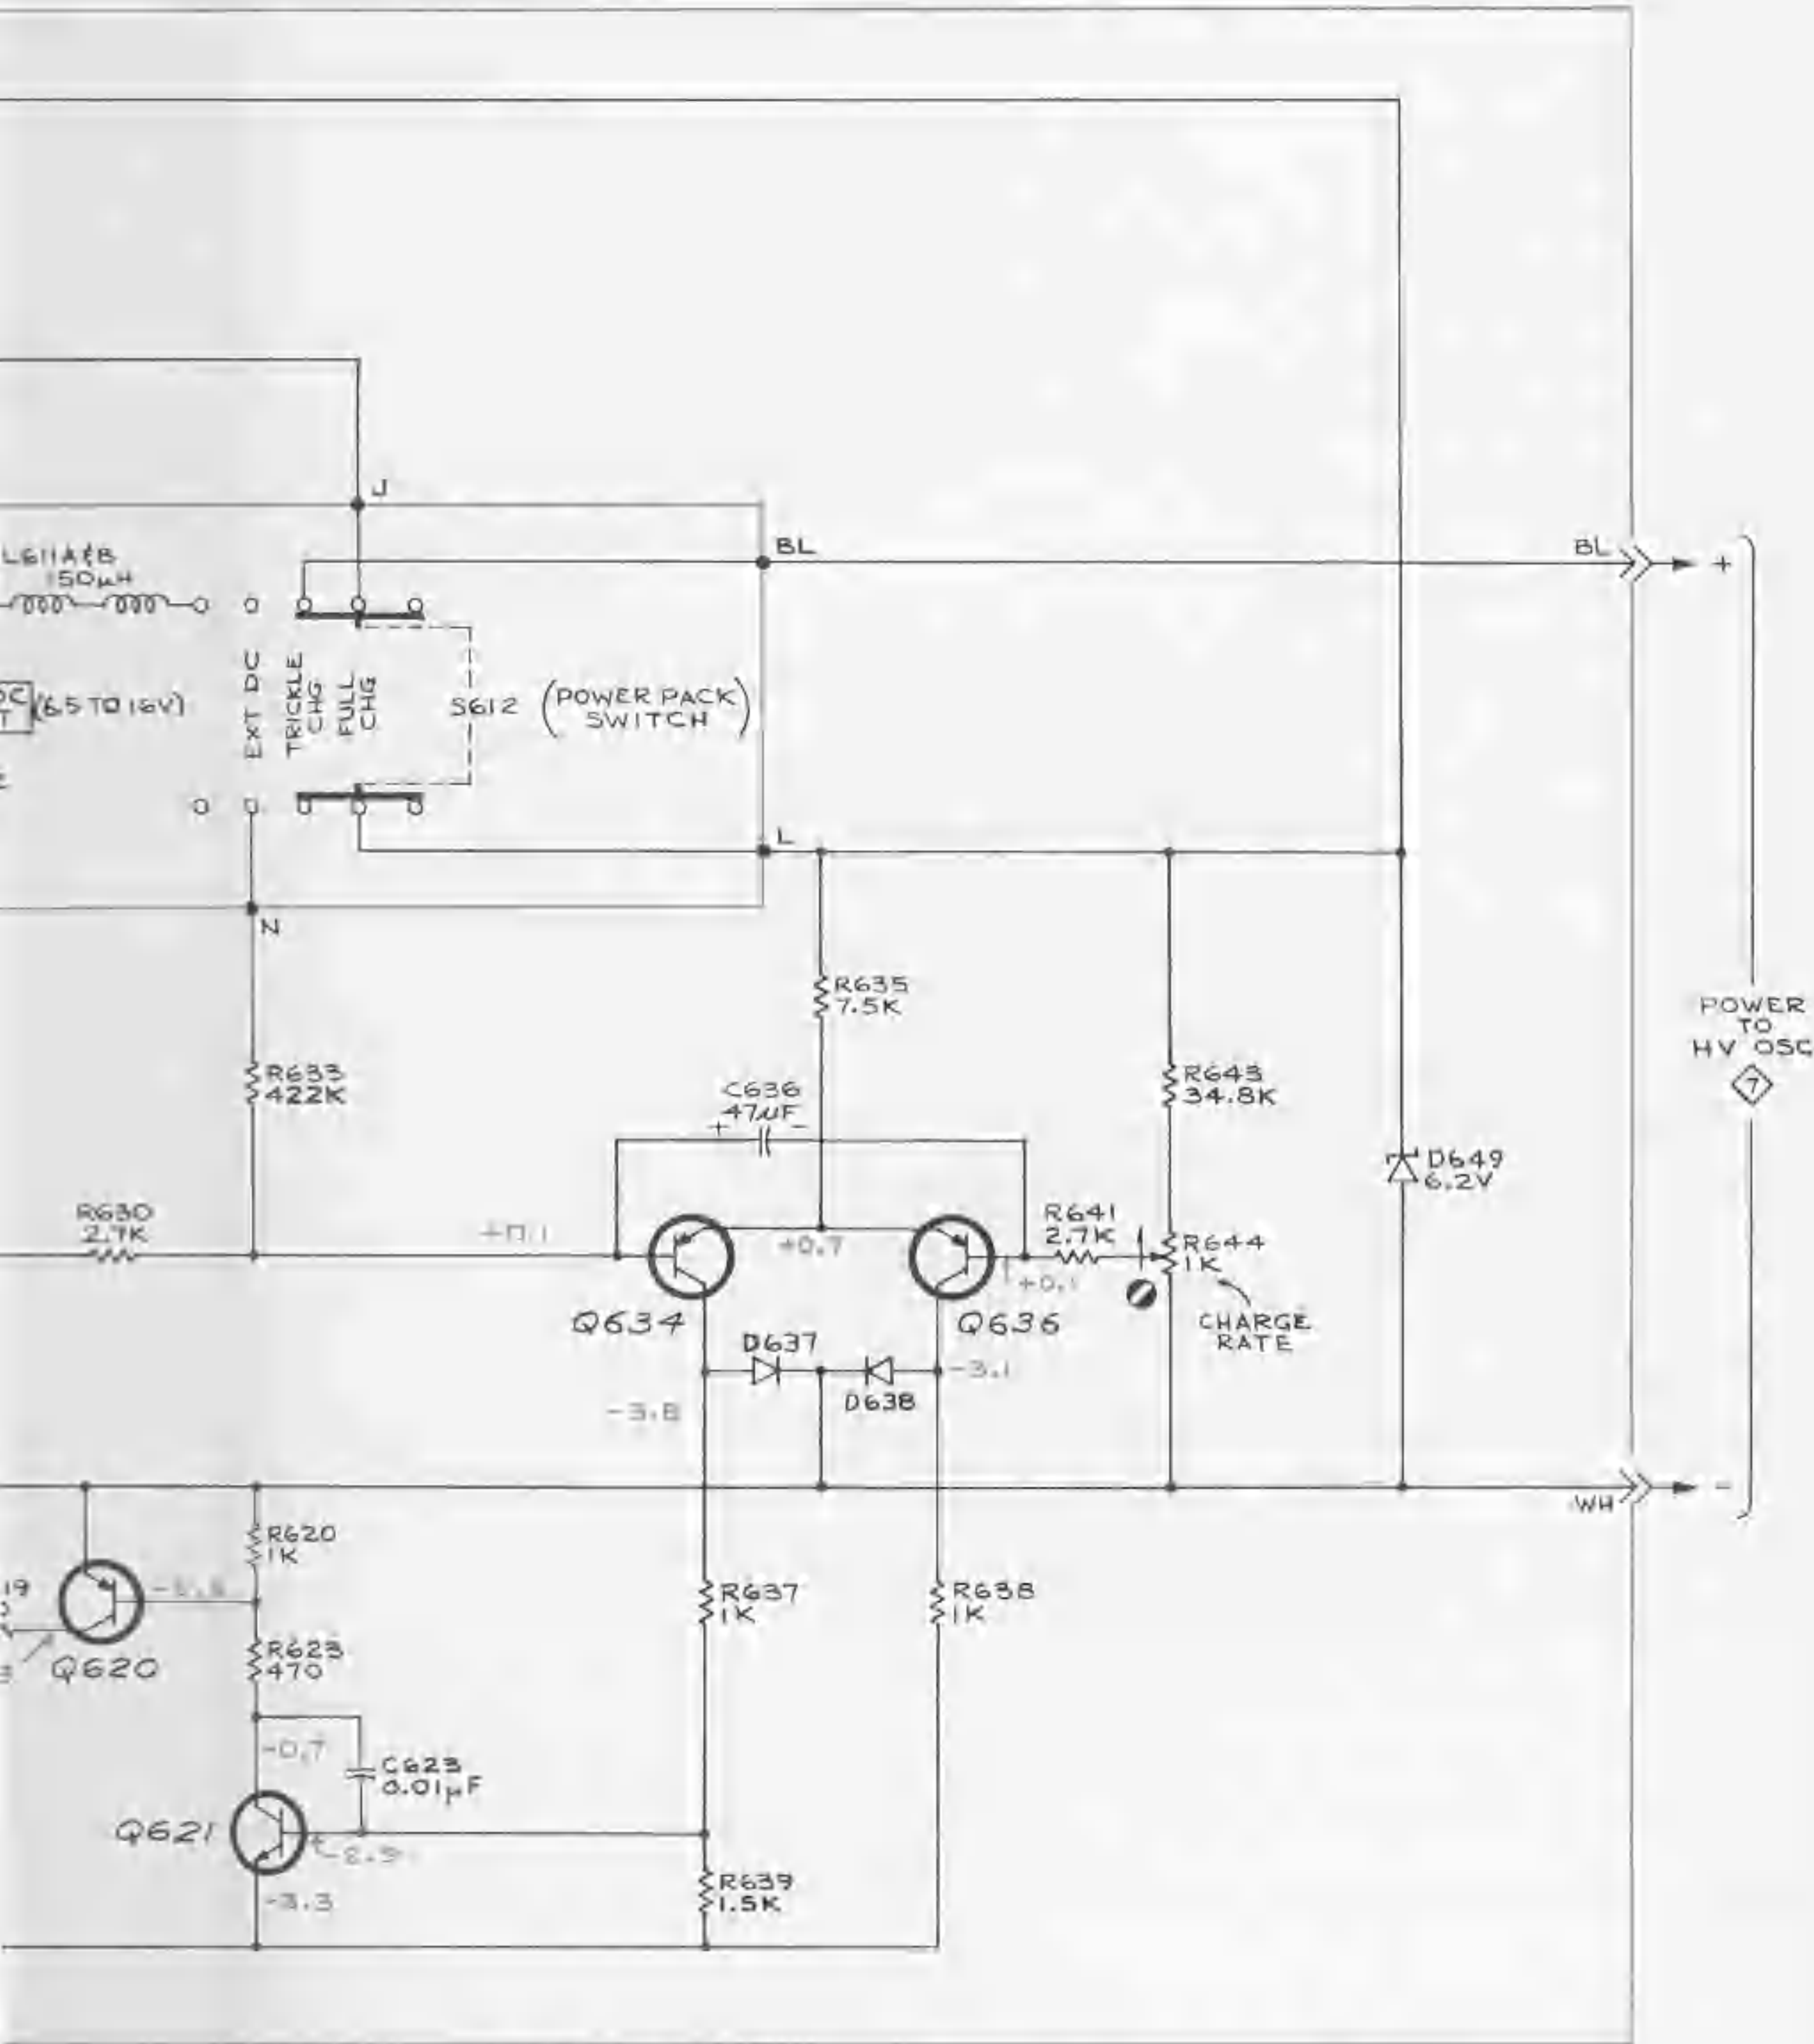 J
L611A&B
150µH
BL
BL
+
EXT DC
TRICKLE
CHG
FULL
CHG
(6.5 TO 16V)
S612
(POWER PACK
SWITCH)
L
N
R635
7.5K
POWER
TO
HV OSC
7
R633
422K
C636
47µF
+ -
R643
34.8K
D649
6.2V
R630
2.7K
+0.1
+0.7
R641
2.7K
R644
1K
+0.1
Q634
Q636
CHARGE
RATE
D637
-3.1
D638
-3.8
WH
-
R620
1K
19
R637
1K
R638
1K
Q620
R623
470
-0.7
C623
0.01µF
Q621
R639
1.5K
-3.3